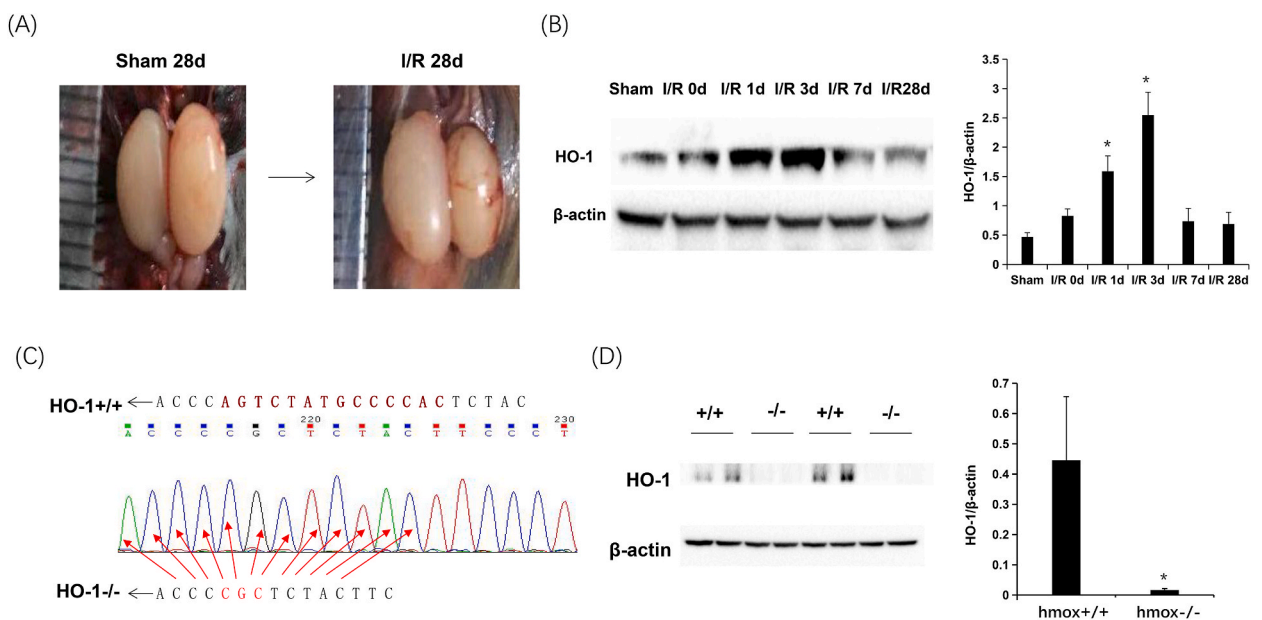 (A)
Sham 28d
I/R 28d
(B)
Sham I/R 0d I/R 1d I/R 3d I/R 7d I/R28d
HO-1
β-actin
3.5
3
2.5
2
1.5
1
0.5
0
HO-1/β-actin
*
*
Sham I/R 0d I/R 1d I/R 3d I/R 7d I/R 28d
(C)
HO-1+/+ ←ACCCAGTCTATGCCCCACTCTAC
220 230
A C C C C G C T C T A C T T C C C T
HO-1-/- ←ACCCCGCTCTACTTC
(D)
+/+ -/- +/+ -/-
HO-1
β-actin
0.7
0.6
0.5
0.4
0.3
0.2
0.1
0
HO-1/β-actin
*
hmox+/+ hmox-/-